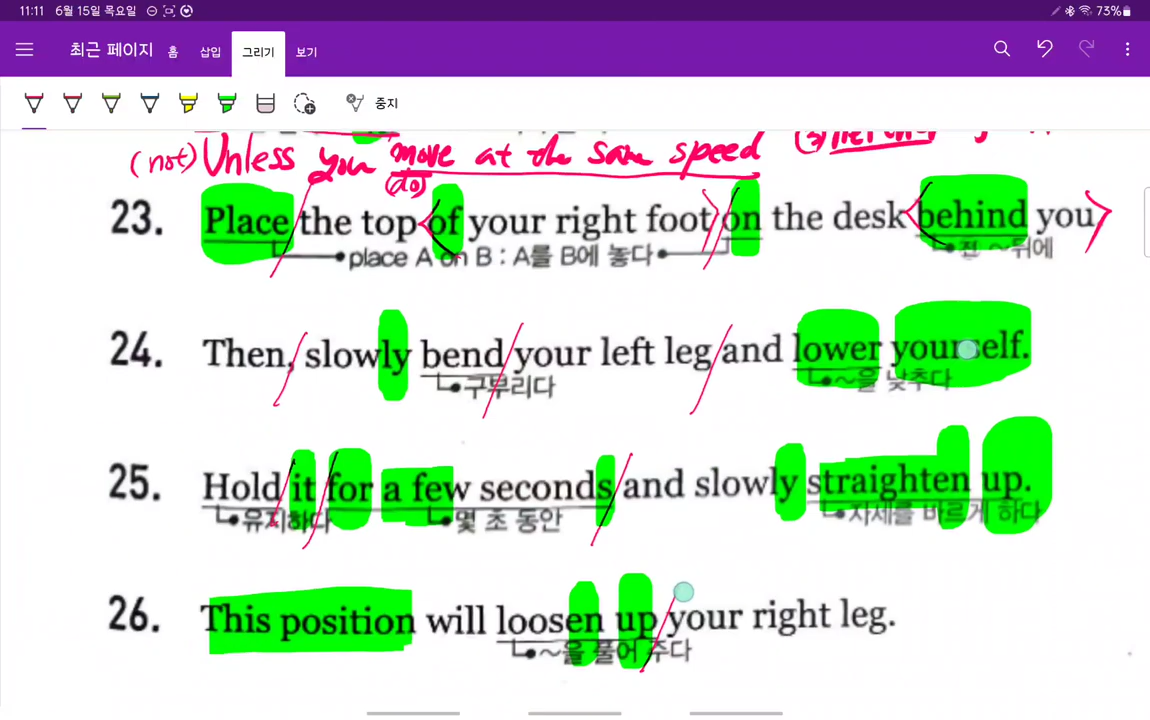 11:11 6월 15일 목요일 73%
최근 페이지 홈 삽입 그리기 보기
중지
(not) Unless you move at the same speed
(do)
23. Place the top of your right foot on the desk behind you
place A on B : A를 B에 놓다 전 ~뒤에
24. Then, slowly bend your left leg and lower yourself.
구부리다 ~을 낮추다
25. Hold it for a few seconds and slowly straighten up.
유지하다 몇 초 동안 자세를 바르게 하다
26. This position will loosen up your right leg.
~을 풀어 주다